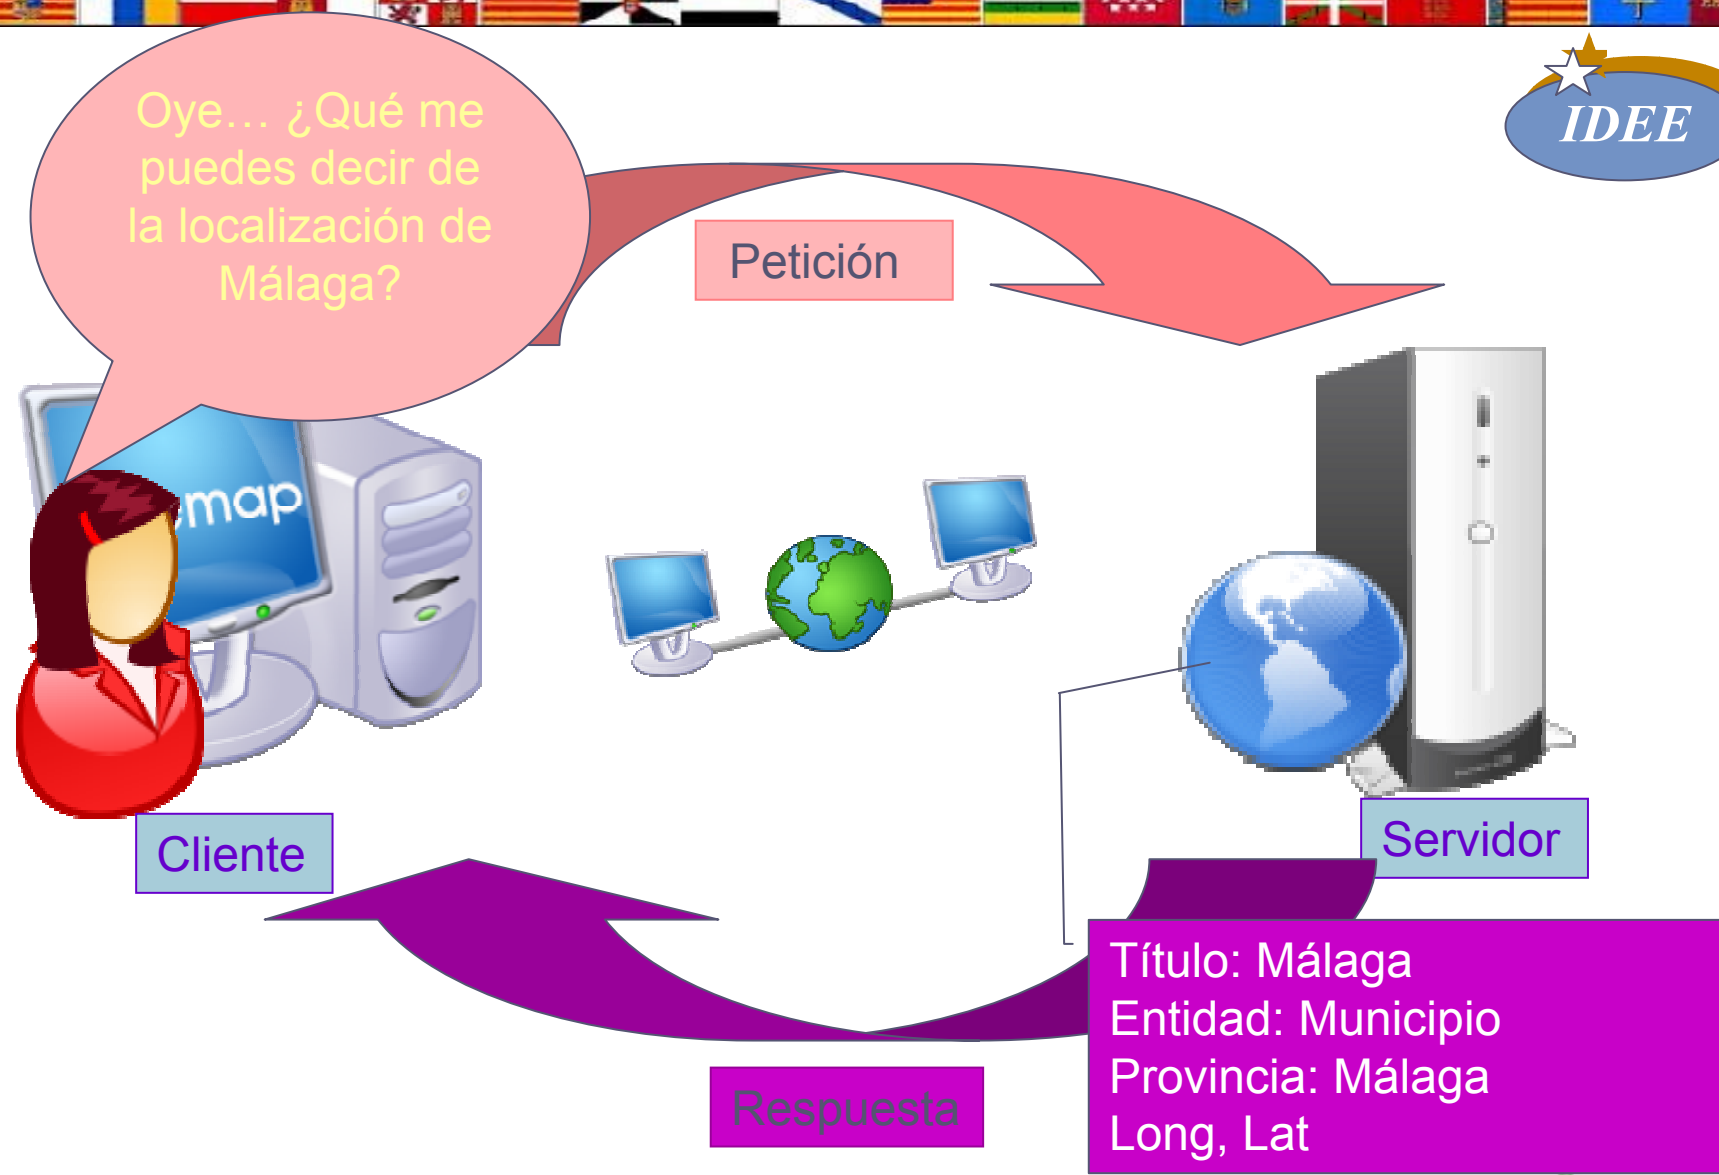 Oye… ¿Qué me
puedes decir de
la localización de
Málaga?
IDEE
Petición
map
Cliente
Servidor
Título: Málaga
Entidad: Municipio
Provincia: Málaga
Long, Lat
Respuesta